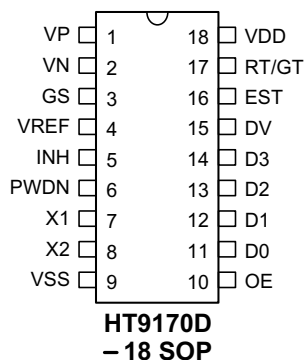 VP 1 18 VDD
VN 2 17 RT/GT
GS 3 16 EST
VREF 4 15 DV
INH 5 14 D3
PWDN 6 13 D2
X1 7 12 D1
X2 8 11 D0
VSS 9 10 OE
HT9170D
– 18 SOP